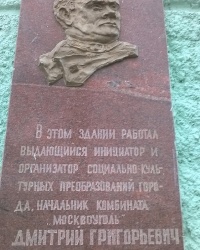 В ЭТОМ ЗДАНИИ РАБОТАЛ
ВЫДАЮЩИЙСЯ ИНИЦИАТОР И
ОРГАНИЗАТОР СОЦИАЛЬНО-КУЛЬ-
ТУРНЫХ ПРЕОБРАЗОВАНИЙ ГОРО-
ДА, НАЧАЛЬНИК КОМБИНАТА
"МОСКВОУГОЛЬ"
ДМИТРИЙ ГРИГОРЬЕВИЧ